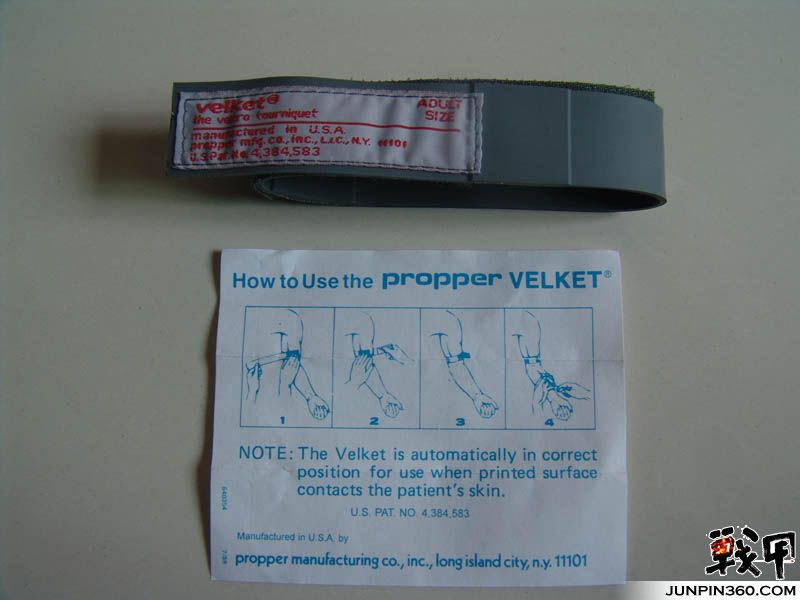 velket®
the velcro tourniquet
ADULT
SIZE
manufactured in U.S.A.
propper mfg. co., inc., L.I.C., N.Y. 11101
U.S. Pat. No. 4,384,583
How to Use the propper VELKET®
1 2 3 4
NOTE: The Velket is automatically in correct
position for use when printed surface
contacts the patient's skin.
U.S. PAT. NO. 4,384,583
640354
7/88
Manufactured in U.S.A. by
propper manufacturing co., inc., long island city, n.y. 11101
戰甲
JUNPIN360.COM